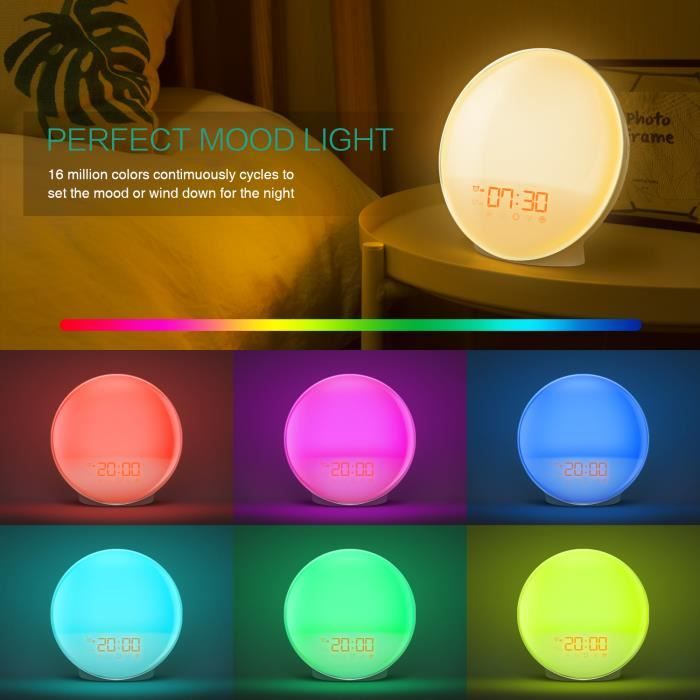 PERFECT MOOD LIGHT
16 million colors continuously cycles to
set the mood or wind down for the night
Photo
frame
07:30
20:00
20:00
20:00
20:00
20:00
20:00